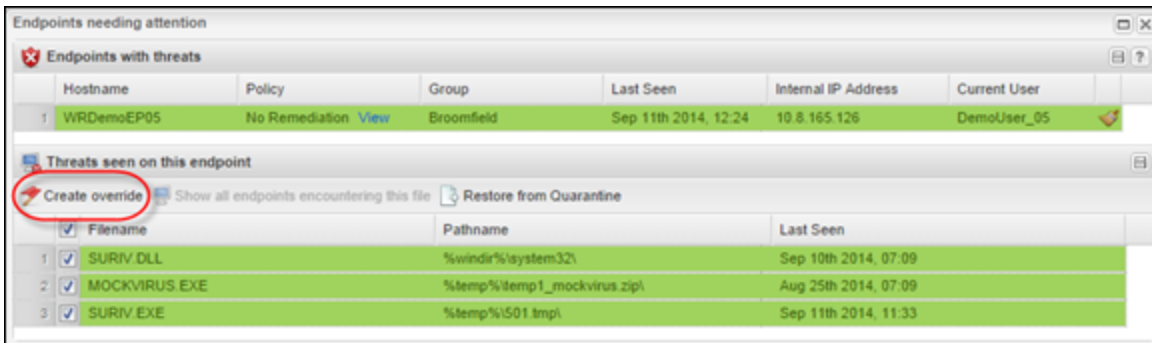 Endpoints needing attention
Endpoints with threats
Hostname Policy Group Last Seen Internal IP Address Current User
1 WRDemoEP05 No Remediation View Broomfield Sep 11th 2014, 12:24 10.8.165.126 DemoUser_05
Threats seen on this endpoint
Create override Show all endpoints encountering this file Restore from Quarantine
Filename Pathname Last Seen
1 SURIV.DLL %windir%\system32\ Sep 10th 2014, 07:09
2 MOCKVIRUS.EXE %temp%\temp1_mockvirus.zip\ Aug 25th 2014, 07:09
3 SURIV.EXE %temp%\501.tmp\ Sep 11th 2014, 11:33